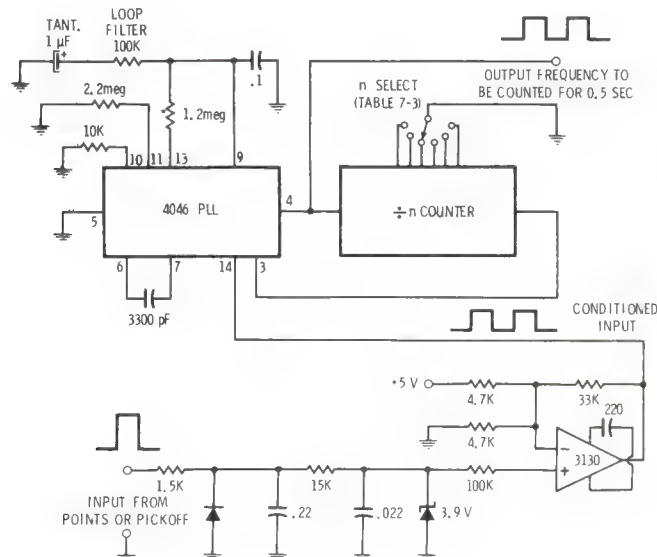 LOOP
FILTER
100K
TANT.
1 µF
+
.1
2.2meg
1.2meg
10K
n SELECT
(TABLE 7-3)
OUTPUT FREQUENCY TO
BE COUNTED FOR 0.5 SEC
10
11
13
9
5
4046 PLL
4
÷n COUNTER
6
7
14
3
3300 pF
CONDITIONED
INPUT
+5 V
4.7K
33K
220
4.7K
3130
−
+
1.5K
15K
100K
INPUT FROM
POINTS OR PICKOFF
.22
.022
3.9 V